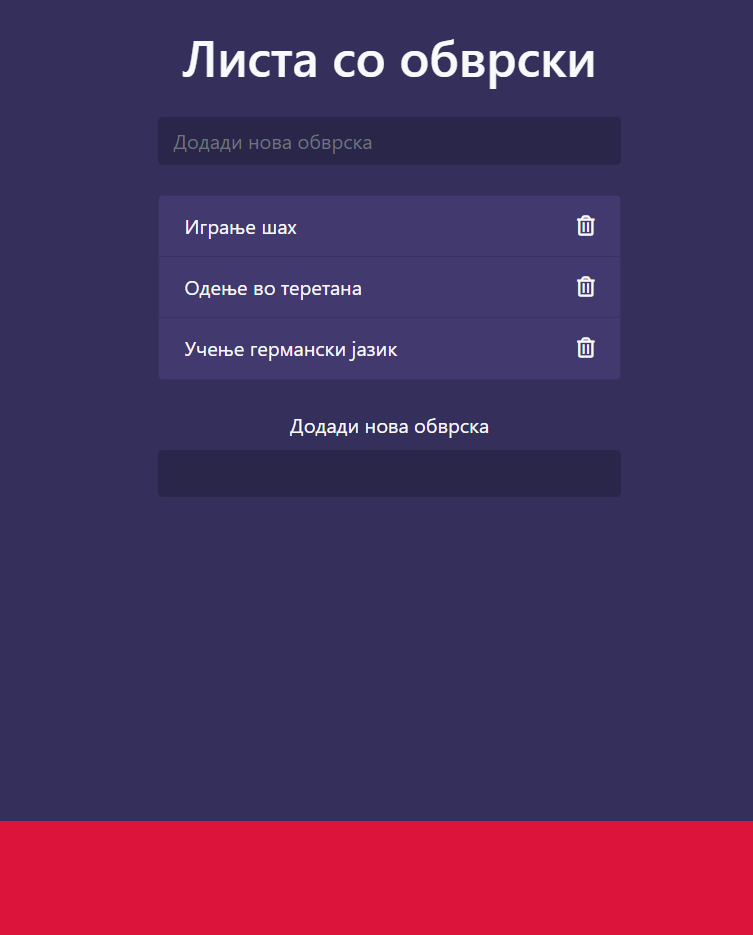 Листа со обврски
Додади нова обврска
Играње шах
Одење во теретана
Учење германски јазик
Додади нова обврска